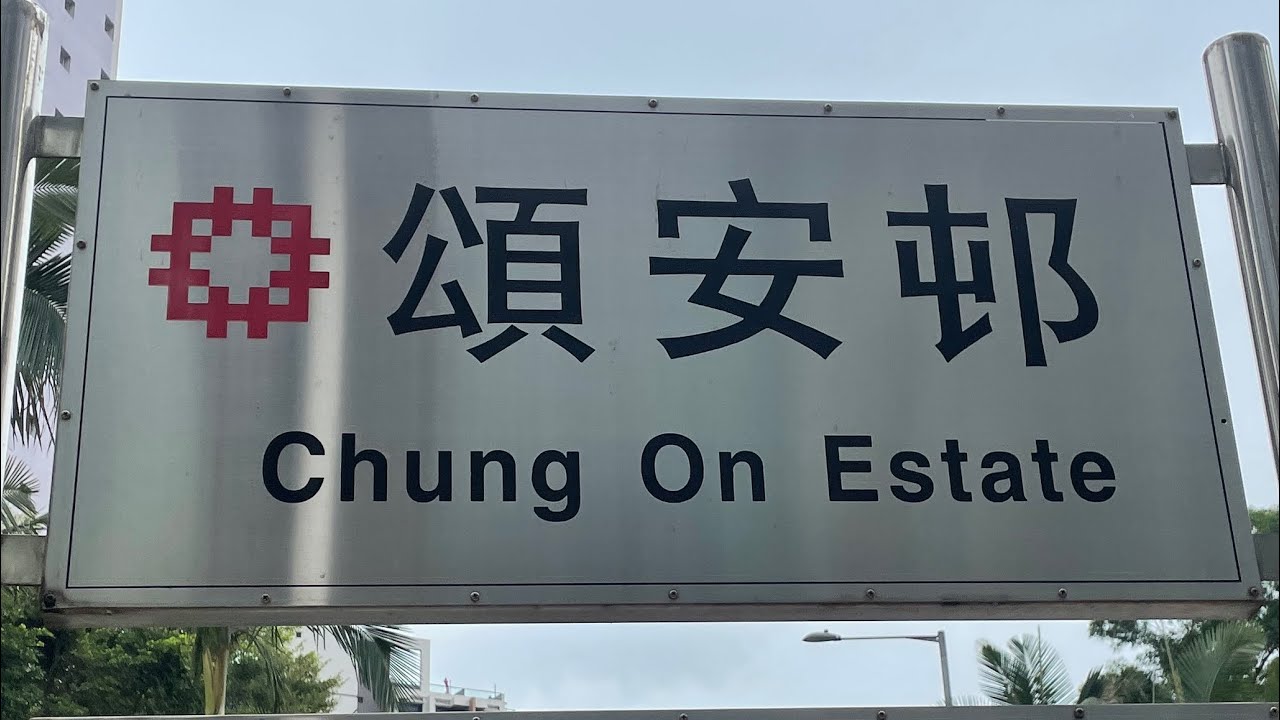 頌安邨
Chung On Estate